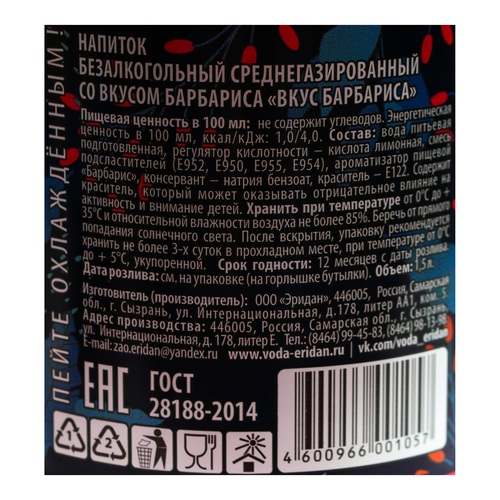 ПЕЙТЕ ОХЛАЖДЁННЫМ!
НАПИТОК
БЕЗАЛКОГОЛЬНЫЙ СРЕДНЕГАЗИРОВАННЫЙ
СО ВКУСОМ БАРБАРИСА «ВКУС БАРБАРИСА»
Пищевая ценность в 100 мл: не содержит углеводов. Энергетическая
ценность в 100 мл, ккал/кДж: 1,0/4,0. Состав: вода питьевая
подготовленная, регулятор кислотности – кислота лимонная, смесь
подсластителей (Е952, Е950, Е955, Е954), ароматизатор пищевой
«Барбарис», консервант – натрия бензоат, краситель – Е122. Содержит
краситель, который может оказывать отрицательное влияние на
активность и внимание детей. Хранить при температуре от 0°С до +
35°С и относительной влажности воздуха не более 85%. Беречь от прямого
попадания солнечного света. После вскрытия, упаковку рекомендуется
хранить не более 3-х суток в прохладном месте, при температуре от 0°С
до + 5°С, укупоренной. Срок годности: 12 месяцев с даты розлива.
Дата розлива: см. на упаковке (на горлышке бутылки). Объем: 1,5л.
Изготовитель (производитель): ООО «Эридан», 446005, Россия, Самарская
обл., г. Сызрань, ул. Интернациональная, д. 178, литер АА1, ком. 5.
Адрес производства: 446005, Россия, Самарская обл., г. Сызрань,
ул. Интернациональная, д.178, литер Е. Тел.: (8464) 99-45-83, (8464) 98-13-98
E-mail: zao.eridan@yandex.ru www.voda-eridan.ru | vk.com/voda_eridan
ЕАС
ГОСТ
28188-2014
1
2
4 600966 001057